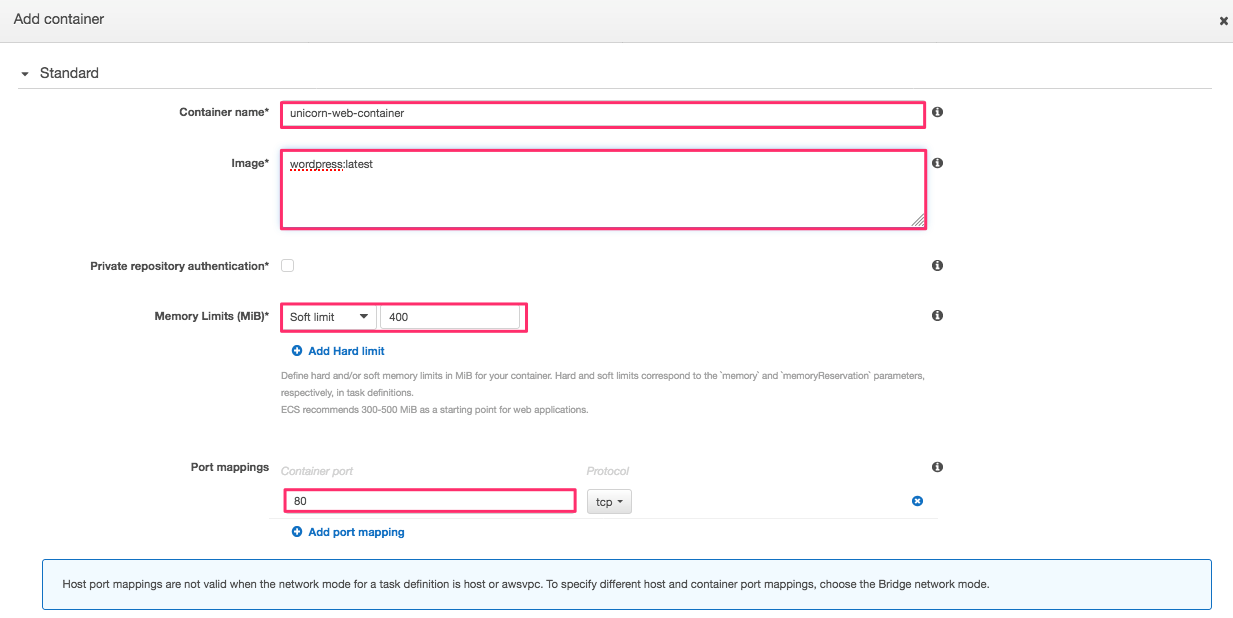 Add container
Standard
Container name*
unicorn-web-container
Image*
wordpress:latest
Private repository authentication*
Memory Limits (MiB)*
Soft limit
400
Add Hard limit
Define hard and/or soft memory limits in MiB for your container. Hard and soft limits correspond to the `memory` and `memoryReservation` parameters,
respectively, in task definitions.
ECS recommends 300-500 MiB as a starting point for web applications.
Port mappings
Container port
Protocol
80
tcp
Add port mapping
Host port mappings are not valid when the network mode for a task definition is host or awsvpc. To specify different host and container port mappings, choose the Bridge network mode.